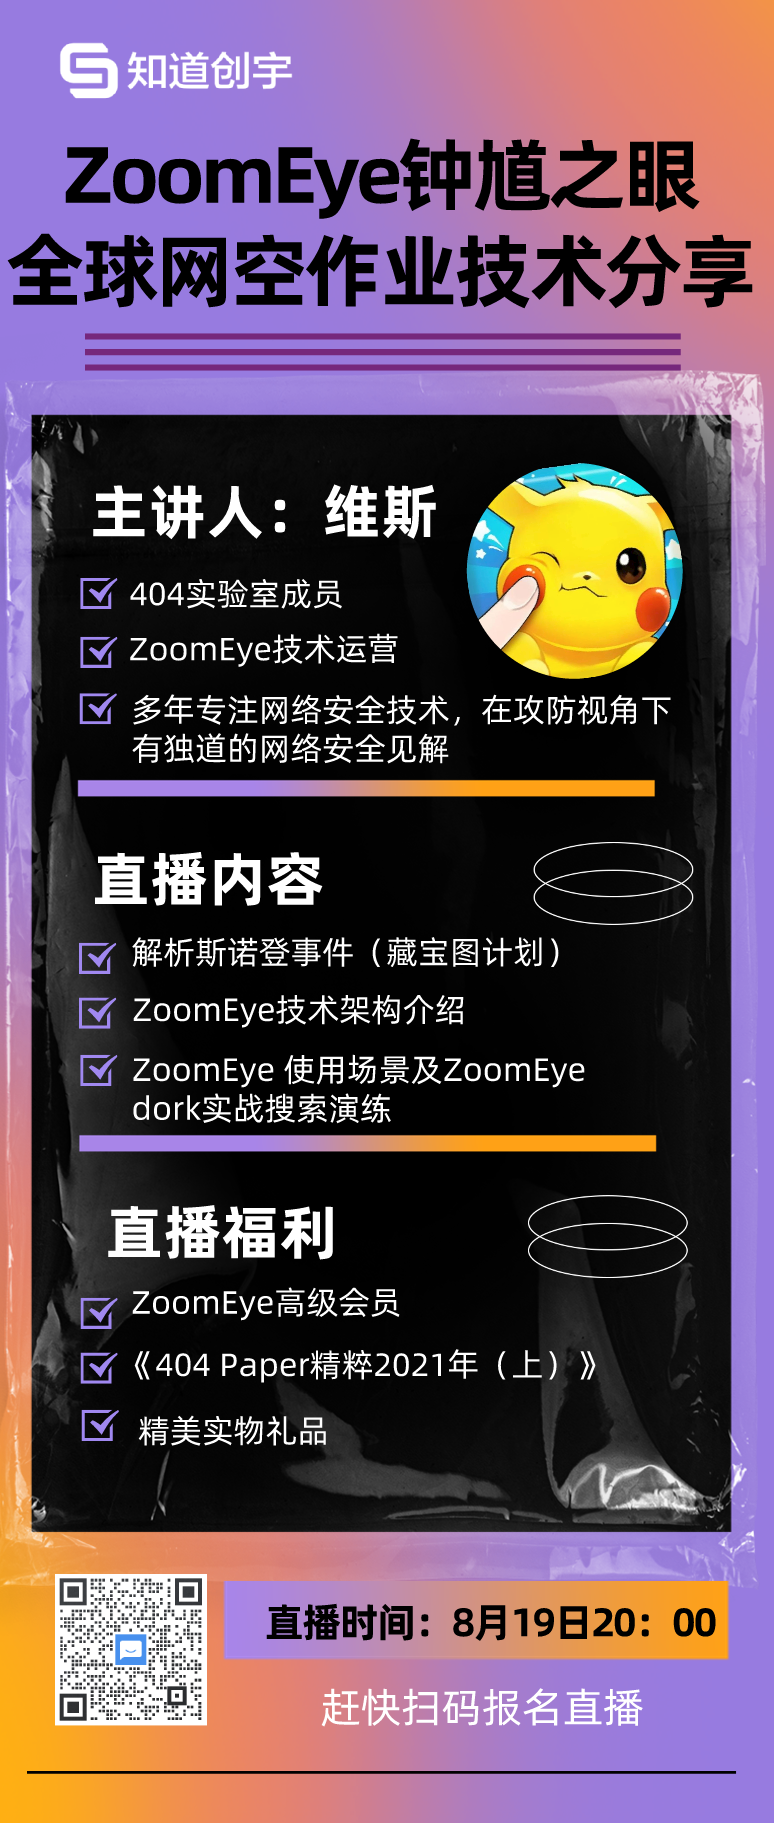 知道创宇
ZoomEye钟馗之眼
全球网空作业技术分享
主讲人：维斯
404实验室成员
ZoomEye技术运营
多年专注网络安全技术，在攻防视角下
有独道的网络安全见解
直播内容
解析斯诺登事件（藏宝图计划）
ZoomEye技术架构介绍
ZoomEye 使用场景及ZoomEye
dork实战搜索演练
直播福利
ZoomEye高级会员
《404 Paper精粹2021年（上）》
精美实物礼品
直播时间：8月19日20：00
赶快扫码报名直播